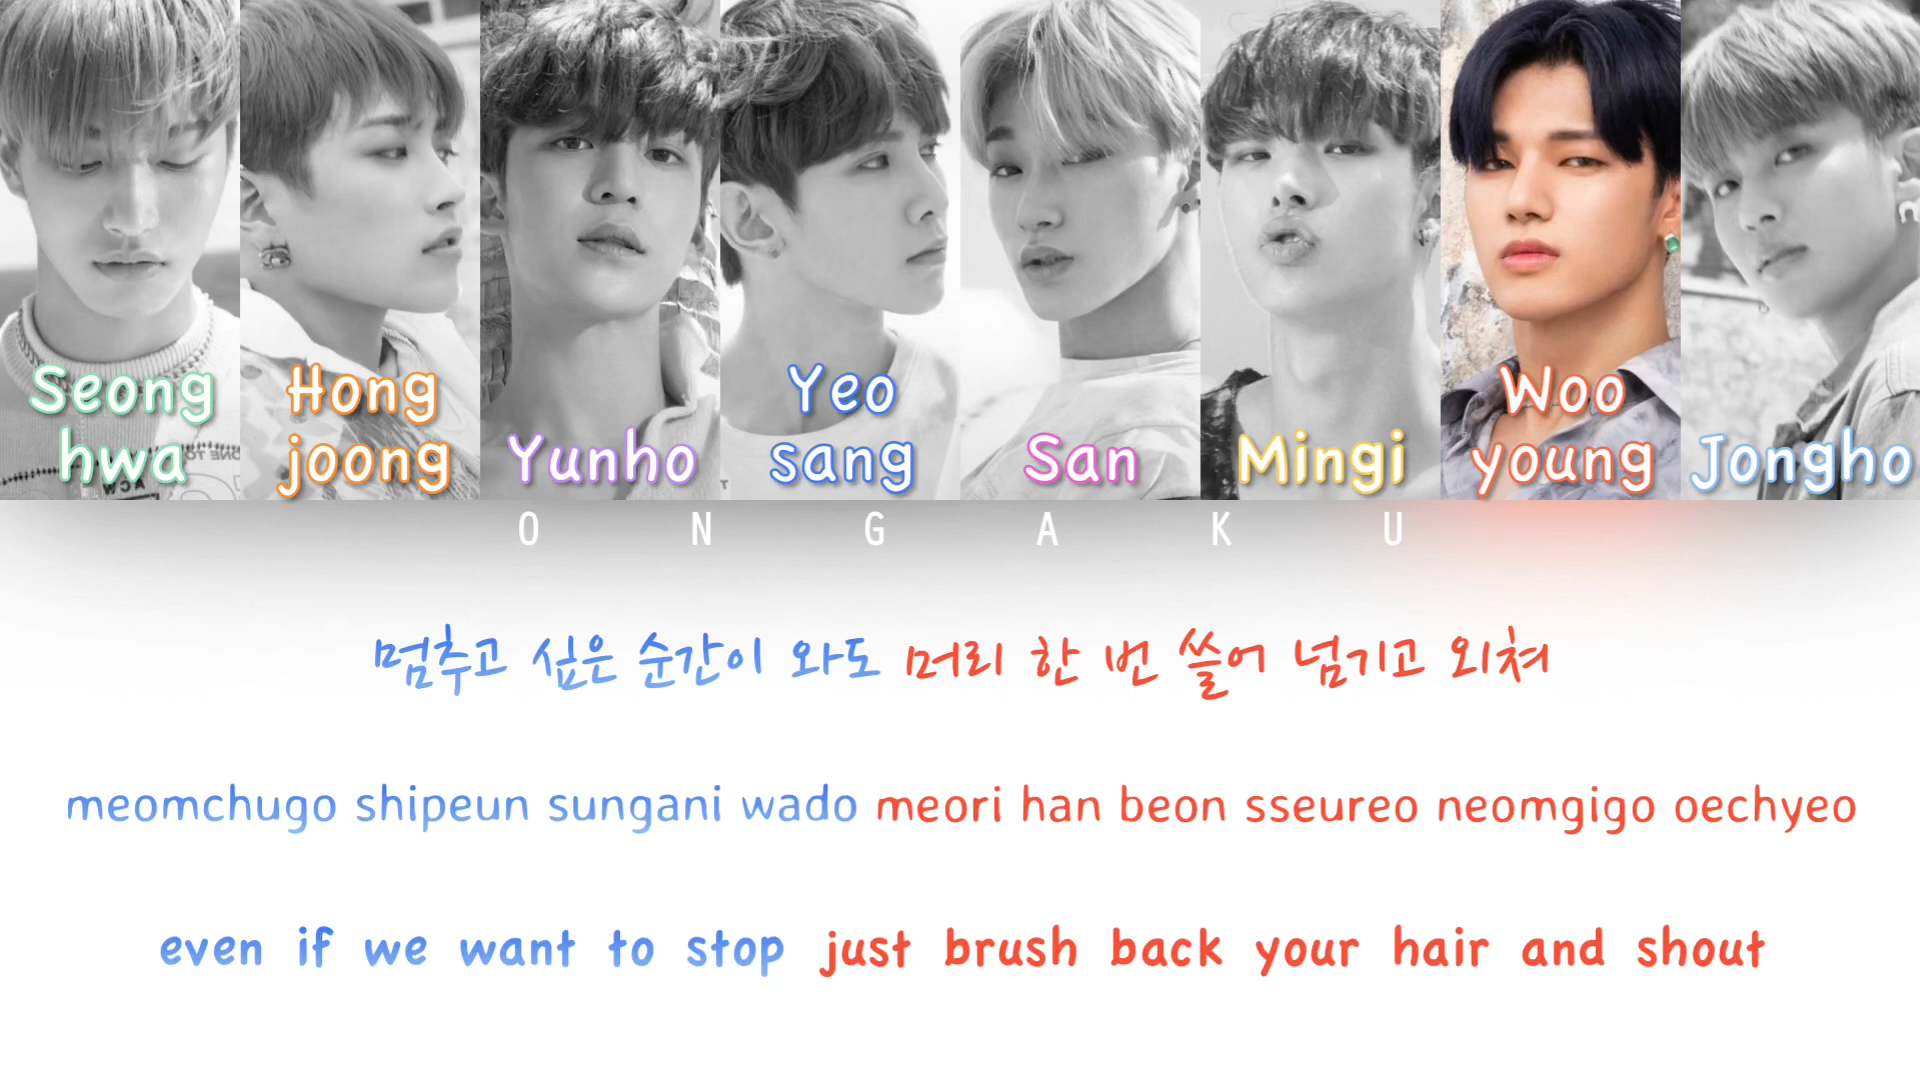 Seong
hwa
Hong
joong
Yunho
Yeo
sang
San
Mingi
Woo
young
Jongho
O N G A K U
멈추고 싶은 순간이 와도 머리 한 번 쓸어 넘기고 외쳐
meomchugo shipeun sungani wado meori han beon sseureo neomgigo oechyeo
even if we want to stop just brush back your hair and shout